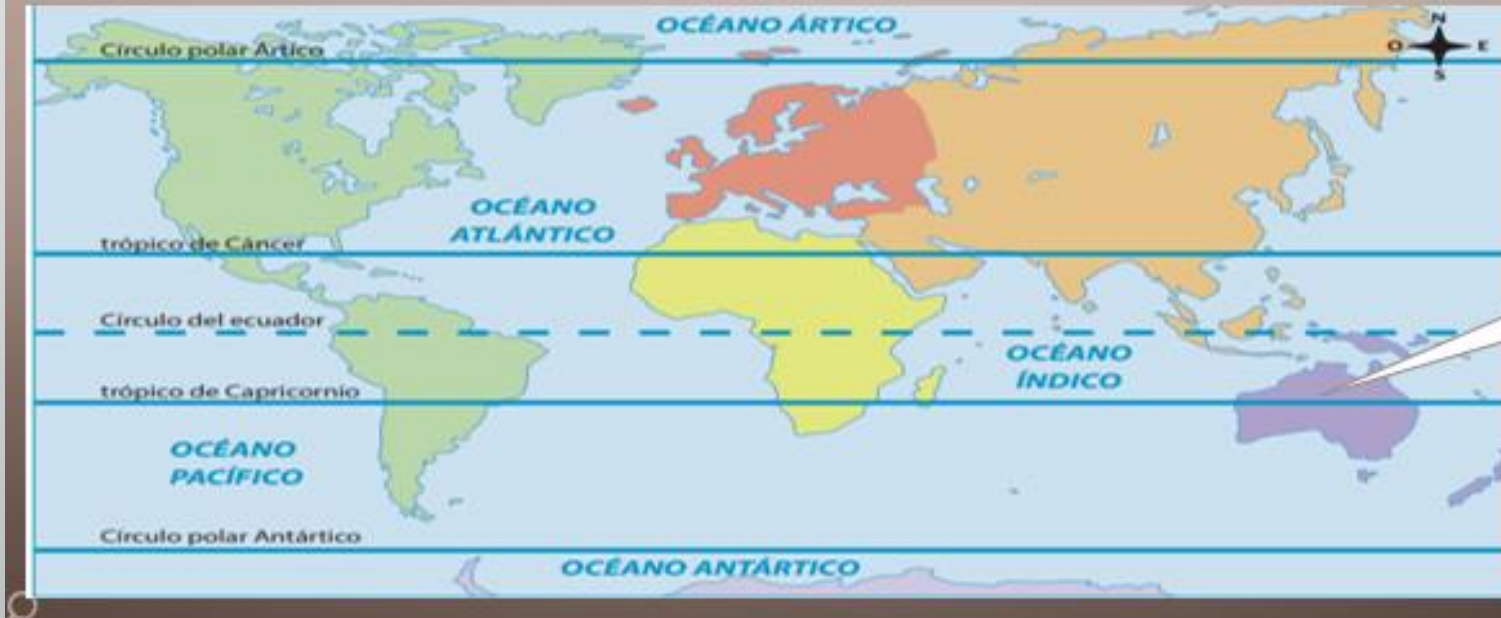 OCÉANO ÁRTICO
N
Círculo polar Ártico
O
E
S
OCÉANO
ATLÁNTICO
trópico de Câncer
Círculo del ecuador
OCÉANO
ÍNDICO
trópico de Capricornio
OCÉANO
PACÍFICO
Círculo polar Antártico
OCÉANO ANTÁRTICO